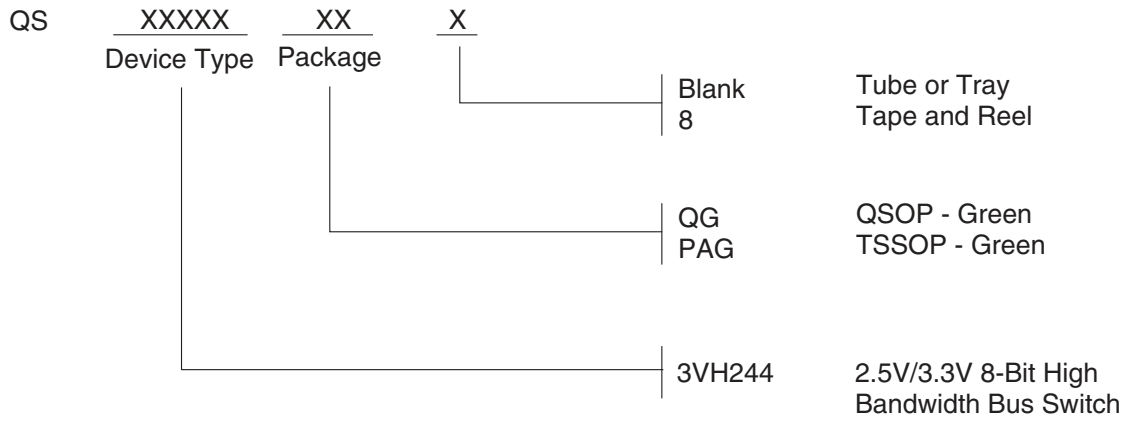 QS XXXXX XX X
Device Type Package
Blank Tube or Tray
8 Tape and Reel
QG QSOP - Green
PAG TSSOP - Green
3VH244 2.5V/3.3V 8-Bit High
Bandwidth Bus Switch